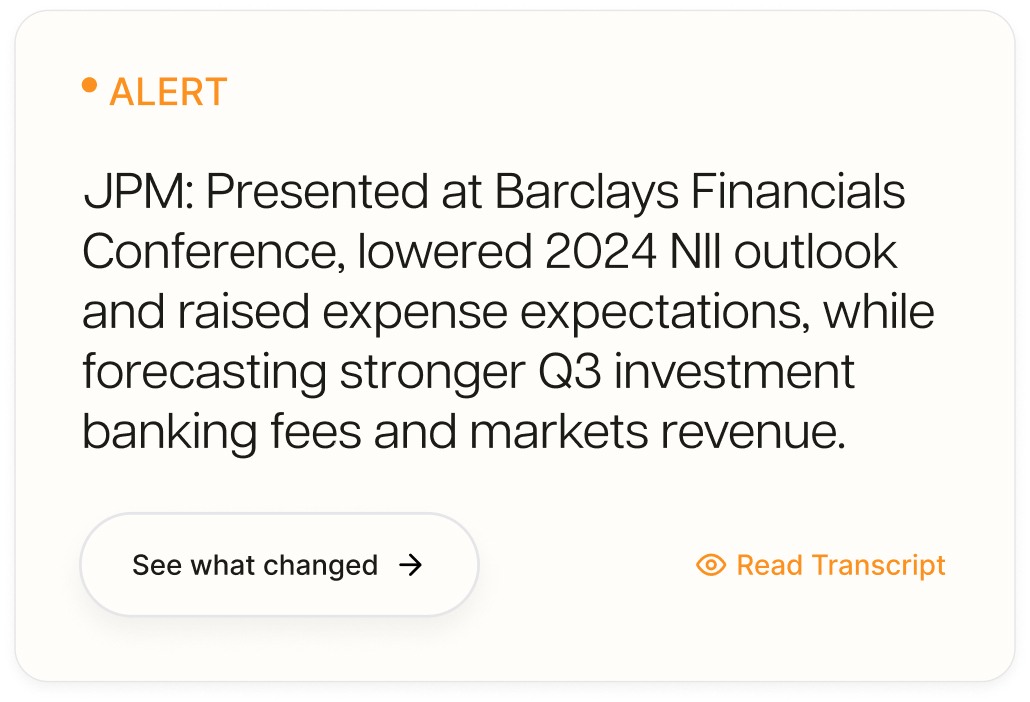 ALERT
JPM: Presented at Barclays Financials
Conference, lowered 2024 NII outlook
and raised expense expectations, while
forecasting stronger Q3 investment
banking fees and markets revenue.
See what changed →
Read Transcript